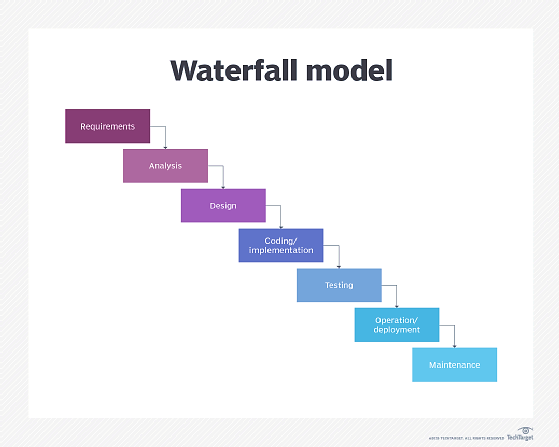 Waterfall model
Requirements
Analysis
Design
Coding/
implementation
Testing
Operation/
deployment
Maintenance
TechTarget